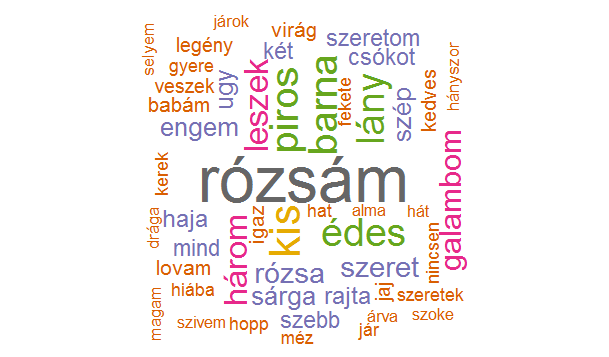 járok
selyem
legény
virág
szeretom
két
csókot
hányszor
gyere
veszek
ugy
babám
leszek
piros
barna
fekete
lány
szép
kedves
engem
galambom
kerek
rózsám
drága
haja
három
igaz
kis
hat
alma
hát
édes
mind
nincsen
lovam
rózsa
szeret
hiába
sárga
rajta
jaj
szeretek
magam
szivem
hopp
szebb
méz
árva
jár
szoke